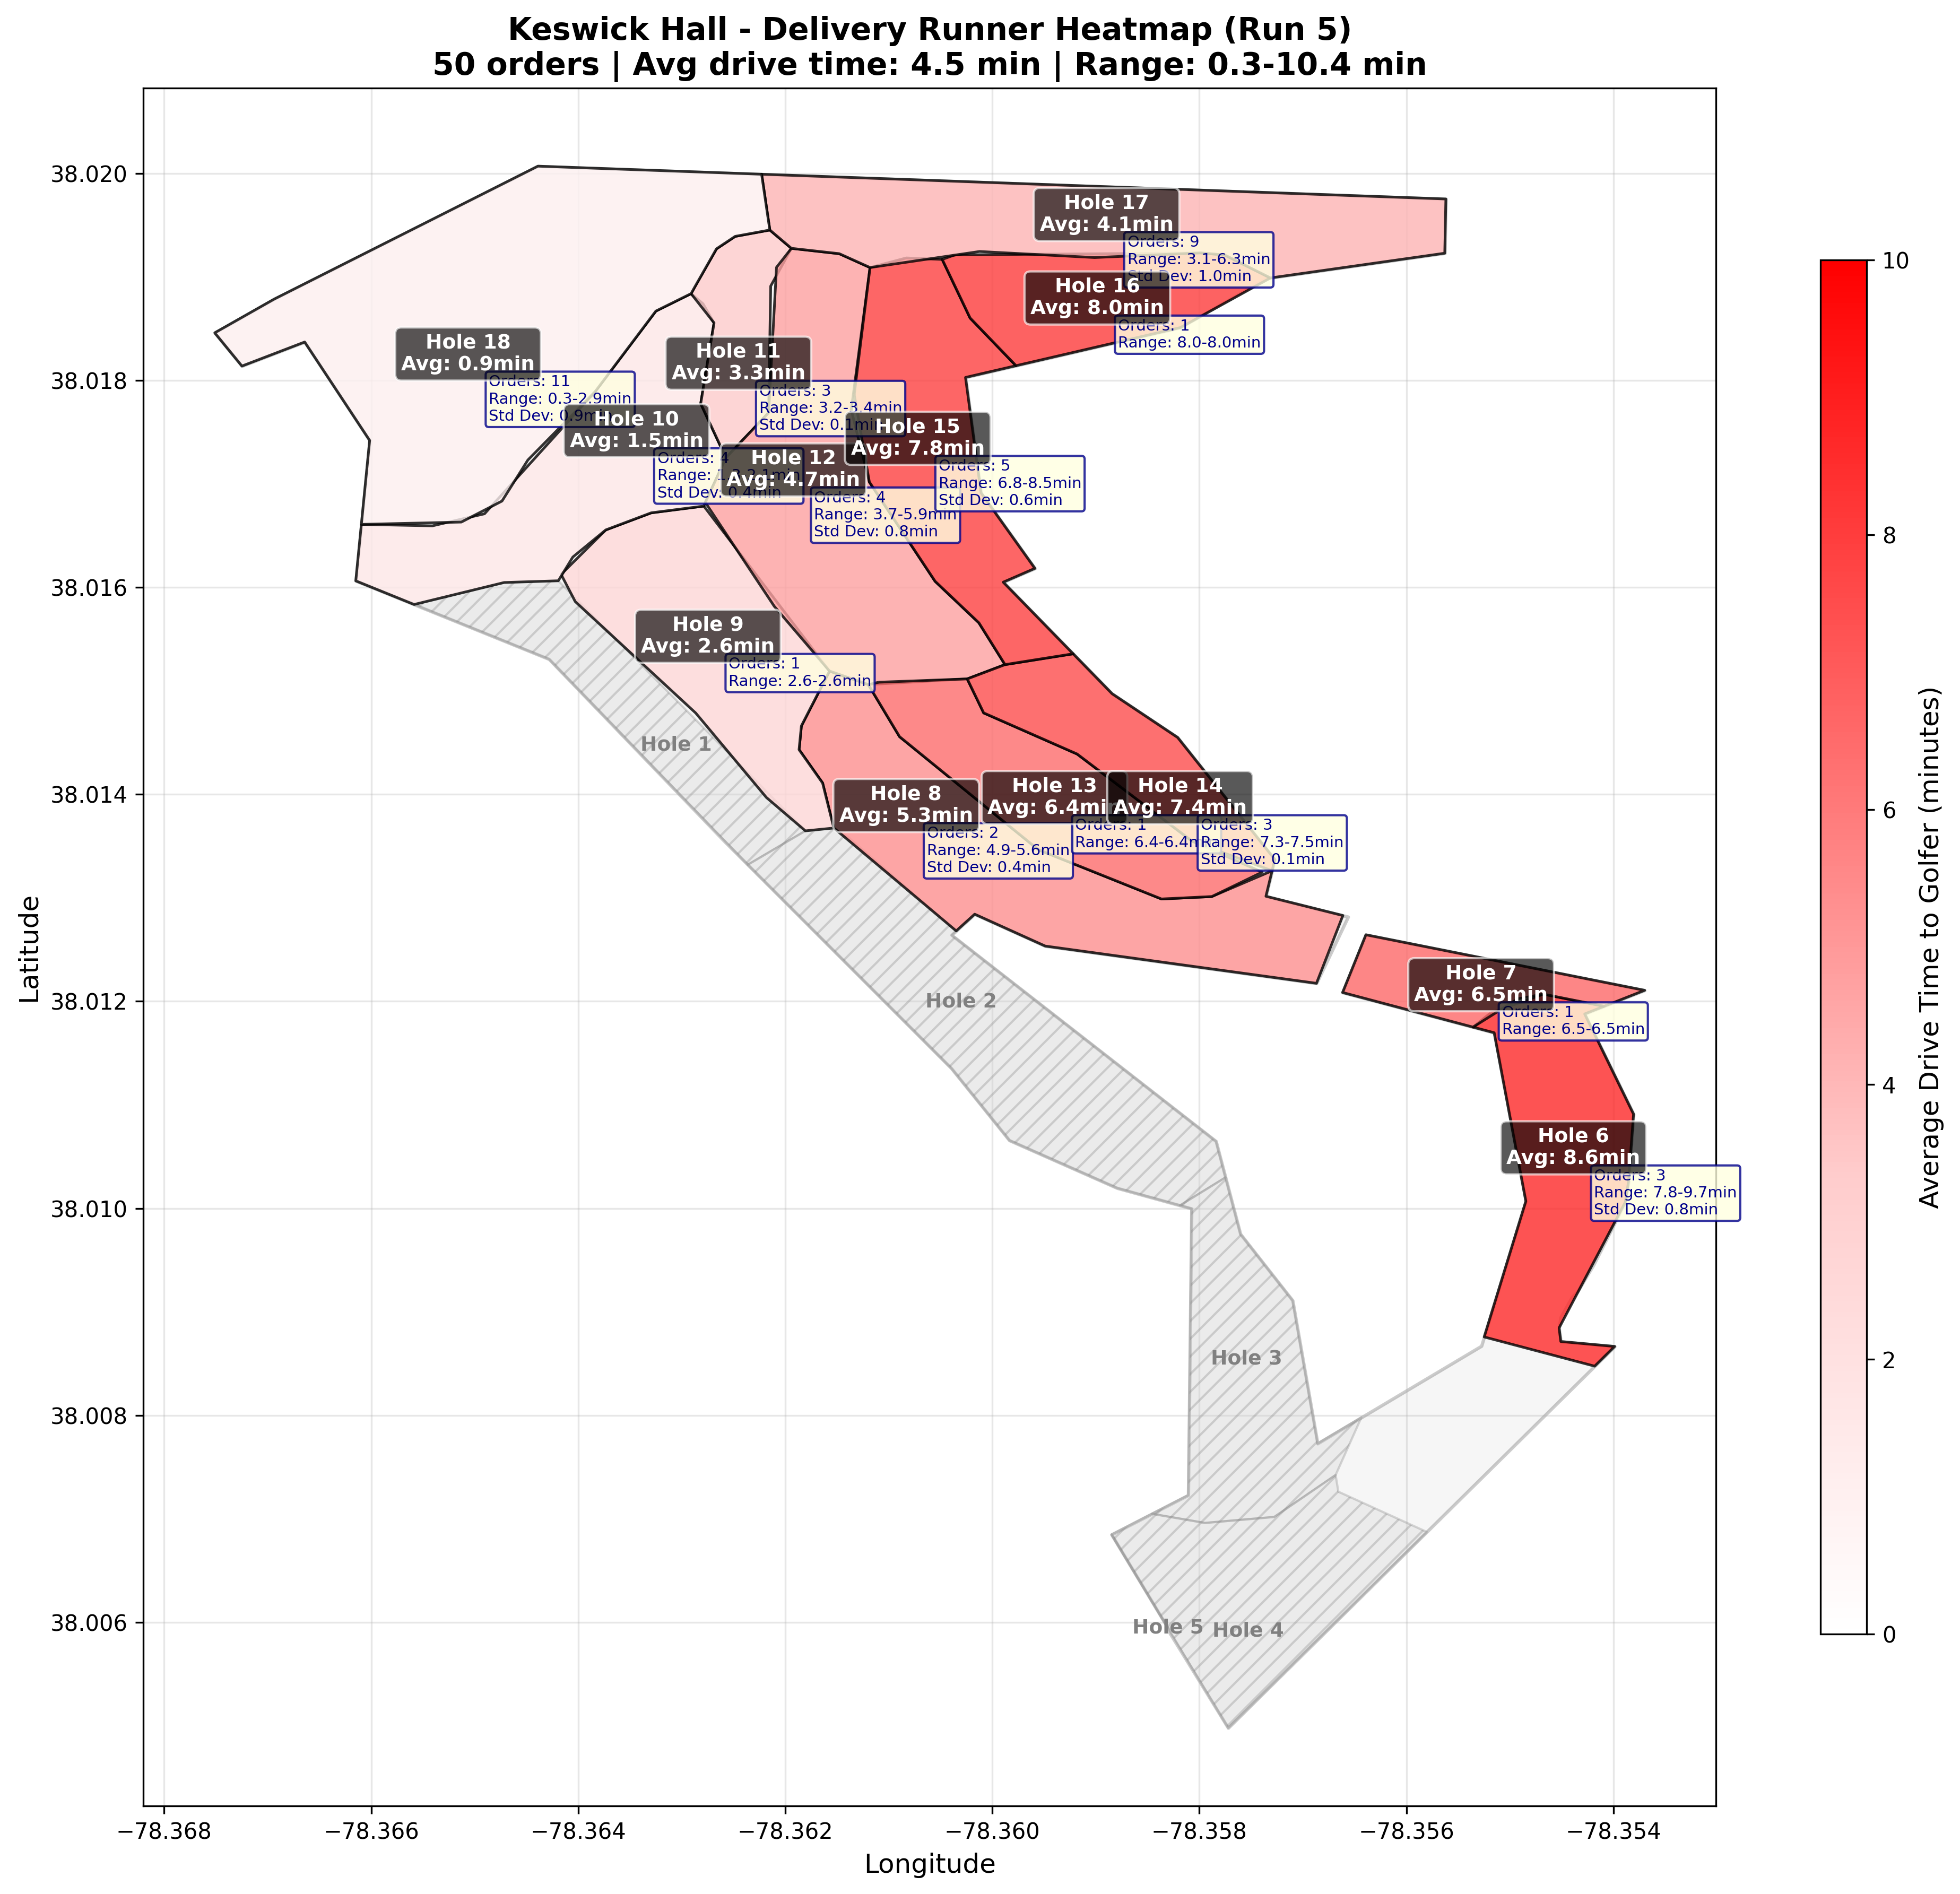 Keswick Hall - Delivery Runner Heatmap (Run 5)
50 orders | Avg drive time: 4.5 min | Range: 0.3-10.4 min
38.020
38.018
38.016
38.014
38.012
38.010
38.008
38.006
Latitude
−78.368
−78.366
−78.364
−78.362
−78.360
−78.358
−78.356
−78.354
Longitude
Hole 17
Avg: 4.1min
Orders: 9
Range: 3.1-6.3min
Std Dev: 1.0min
Hole 16
Avg: 8.0min
Orders: 1
Range: 8.0-8.0min
Hole 18
Avg: 0.9min
Orders: 11
Range: 0.3-2.9min
Std Dev: 0.9min
Hole 11
Avg: 3.3min
Orders: 3
Range: 3.2-3.4min
Std Dev: 0.1min
Hole 10
Avg: 1.5min
Orders: 4
Range:
Std Dev: 0.4min
Hole 15
Avg: 7.8min
Orders: 5
Range: 6.8-8.5min
Std Dev: 0.6min
Hole 12
Avg: 4.7min
Orders: 4
Range: 3.7-5.9min
Std Dev: 0.8min
Hole 9
Avg: 2.6min
Orders: 1
Range: 2.6-2.6min
Hole 1
Hole 8
Avg: 5.3min
Orders: 2
Range: 4.9-5.6min
Std Dev: 0.4min
Hole 13
Avg: 6.4min
Orders: 1
Range: 6.4-6.4m
Hole 14
Avg: 7.4min
Orders: 3
Range: 7.3-7.5min
Std Dev: 0.1min
Hole 2
Hole 7
Avg: 6.5min
Orders: 1
Range: 6.5-6.5min
Hole 6
Avg: 8.6min
Orders: 3
Range: 7.8-9.7min
Std Dev: 0.8min
Hole 3
Hole 5
Hole 4
10
8
6
4
2
0
Average Drive Time to Golfer (minutes)